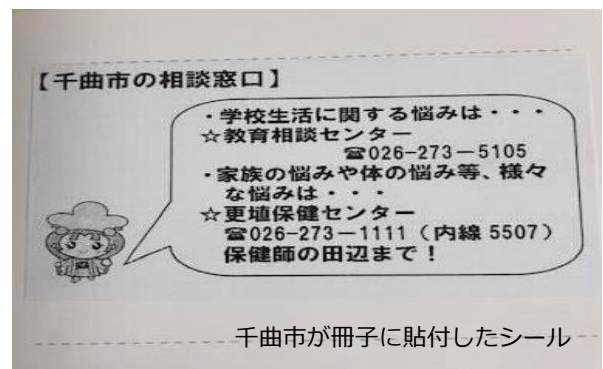 【千曲市の相談窓口】
・学校生活に関する悩みは・・・
☆教育相談センター
☎026-273-5105
・家族の悩みや体の悩み等、様々
な悩みは・・・
☆更埴保健センター
☎026-273-1111（内線 5507）
保健師の田辺まで！
千曲市が冊子に貼付したシール